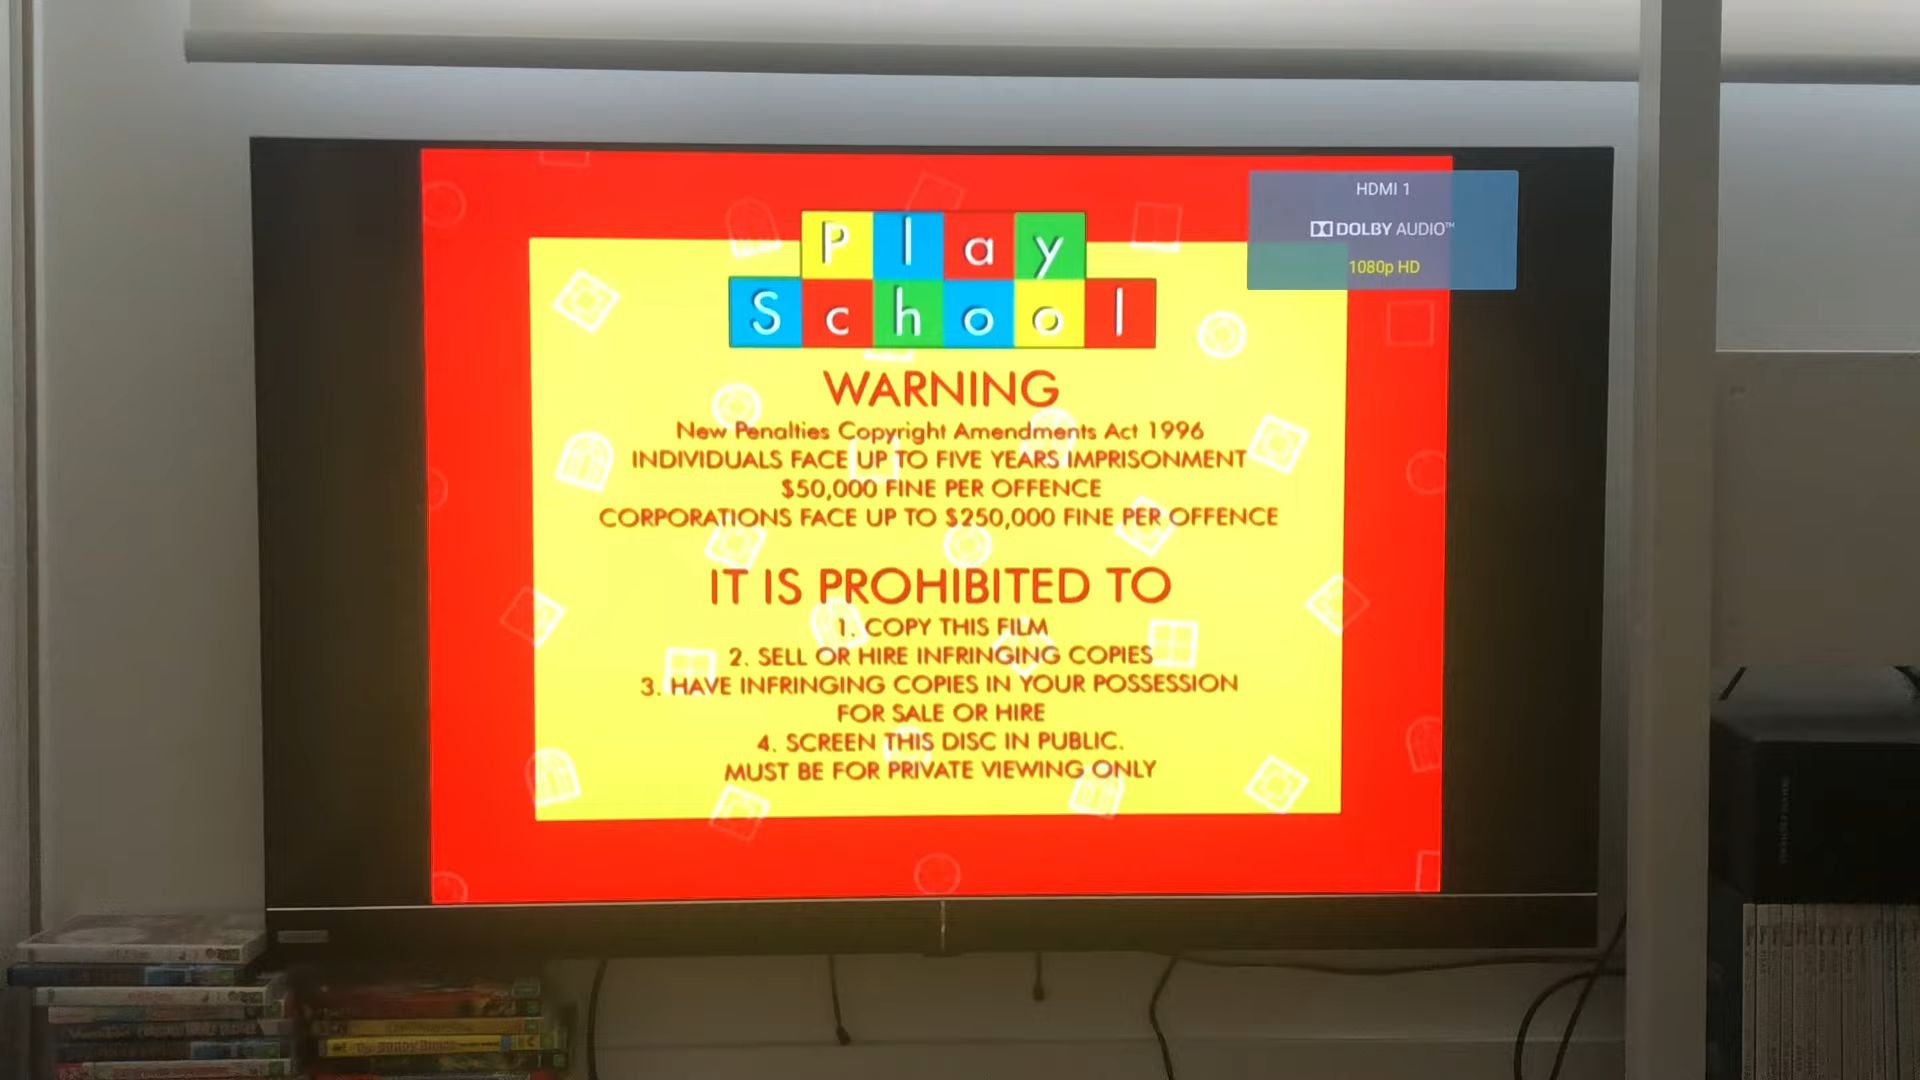 Play
School
HDMI 1
DOLBY AUDIO™
1080p HD
WARNING
New Penalties Copyright Amendments Act 1996
INDIVIDUALS FACE UP TO FIVE YEARS IMPRISONMENT
$50,000 FINE PER OFFENCE
CORPORATIONS FACE UP TO $250,000 FINE PER OFFENCE
IT IS PROHIBITED TO
1. COPY THIS FILM
2. SELL OR HIRE INFRINGING COPIES
3. HAVE INFRINGING COPIES IN YOUR POSSESSION
FOR SALE OR HIRE
4. SCREEN THIS DISC IN PUBLIC.
MUST BE FOR PRIVATE VIEWING ONLY